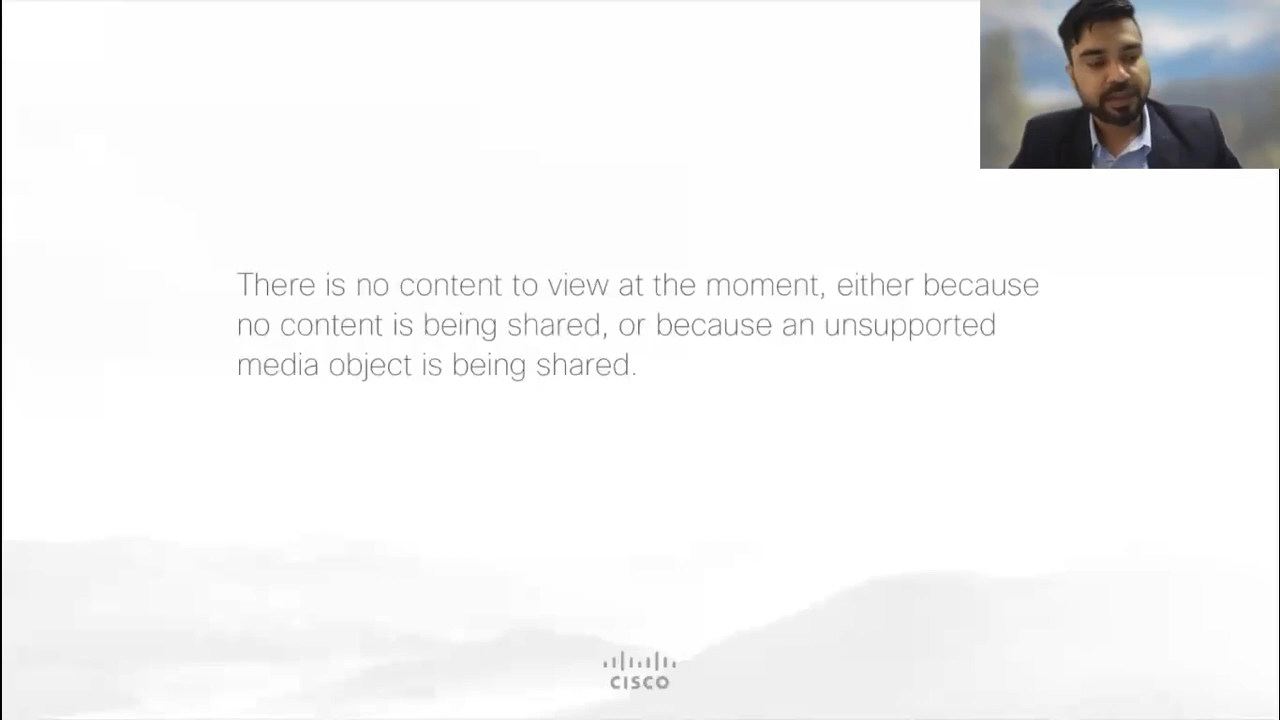 There is no content to view at the moment, either because
no content is being shared, or because an unsupported
media object is being shared.
CISCO